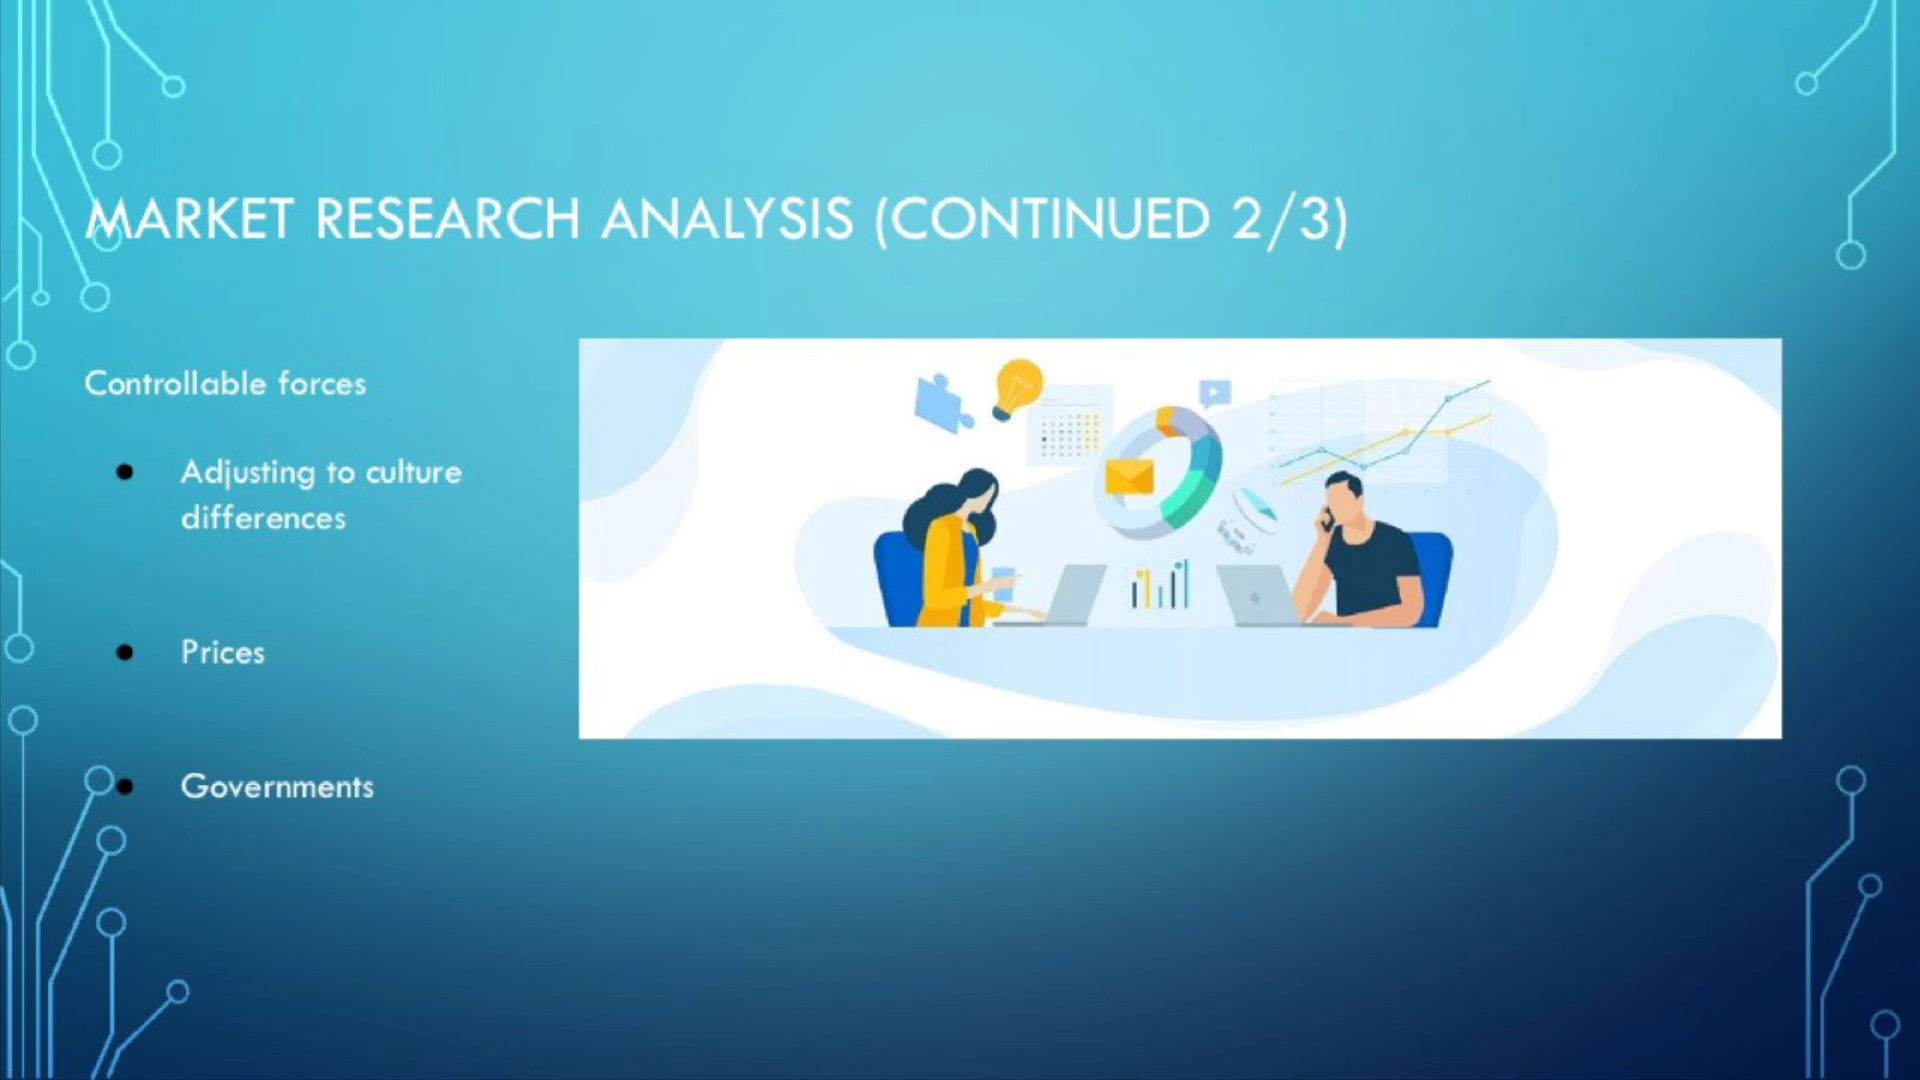 MARKET RESEARCH ANALYSIS (CONTINUED 2/3)
Controllable forces
● Adjusting to culture
differences
● Prices
● Governments